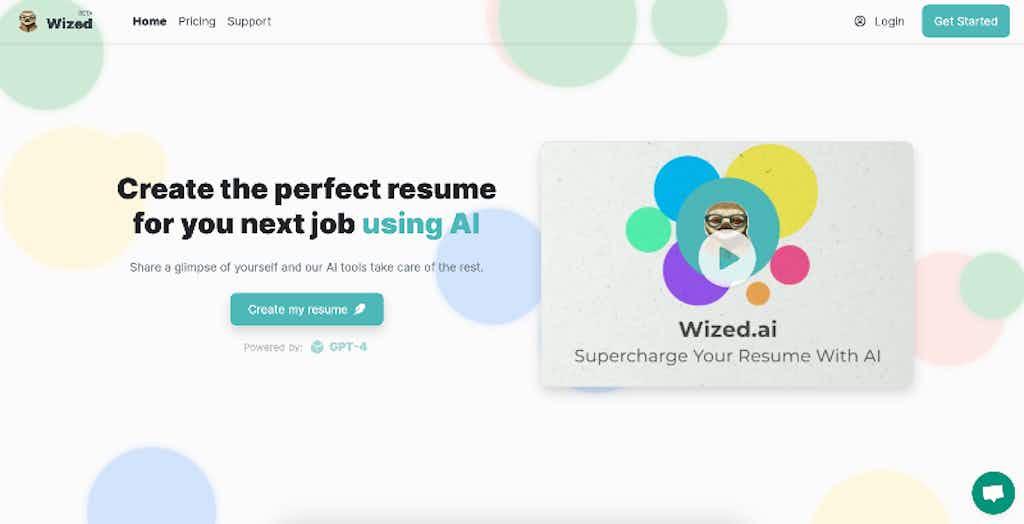 BETA
Wized
Home Pricing Support
Login
Get Started
Create the perfect resume
for you next job using AI
Share a glimpse of yourself and our AI tools take care of the rest.
Create my resume
Powered by: GPT-4
Wized.ai
Supercharge Your Resume With AI